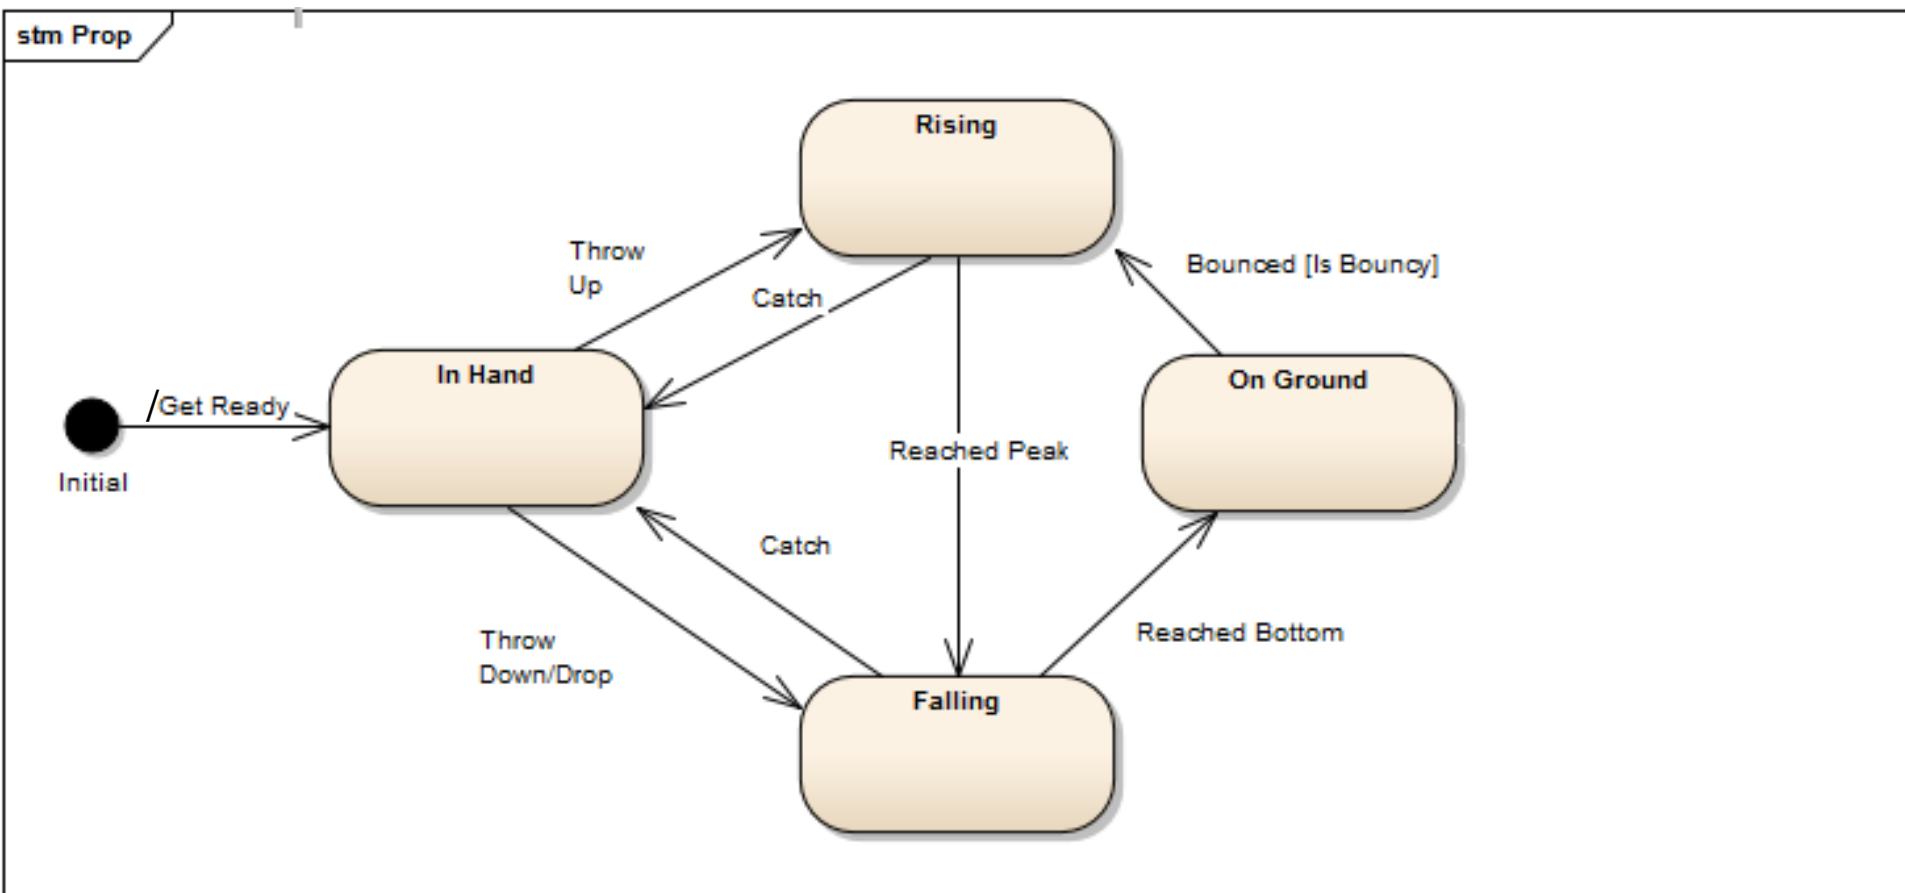 stm Prop
Rising
Throw
Up
Bounced [Is Bouncy]
Catch
In Hand
On Ground
/Get Ready
Reached Peak
Initial
Catch
Reached Bottom
Throw
Down/Drop
Falling